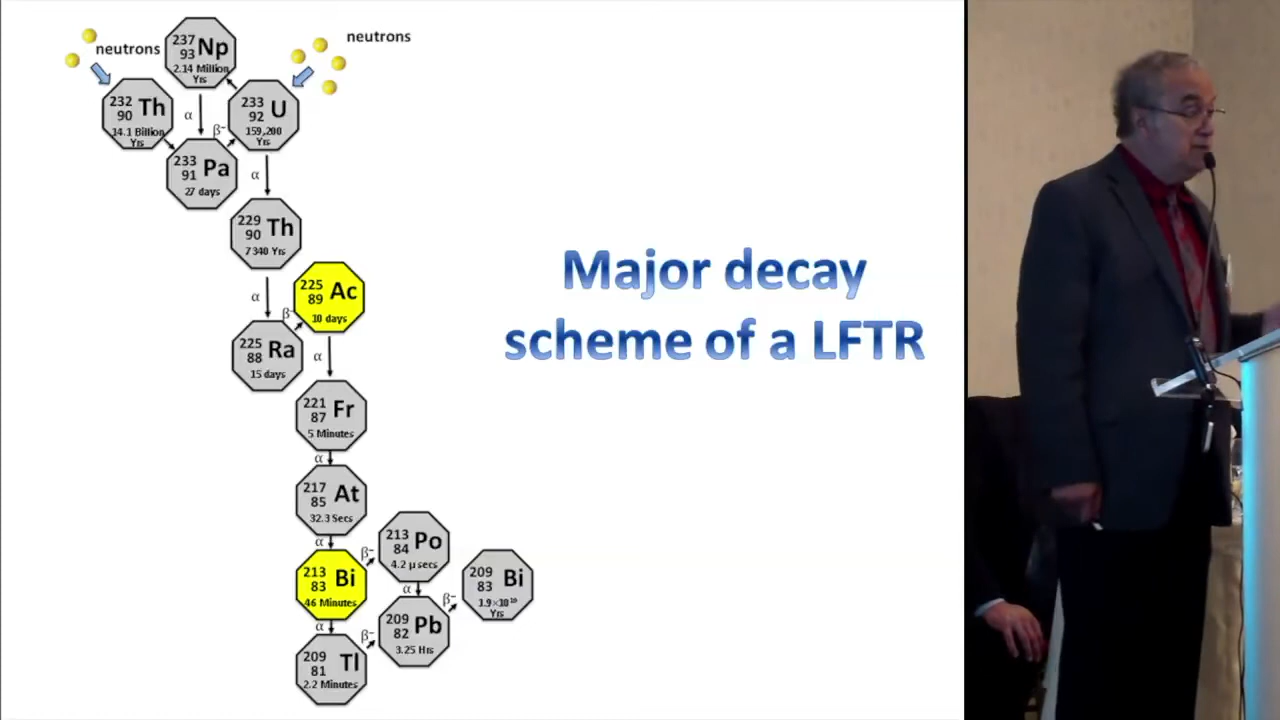 neutrons
neutrons
237
93 Np
2.14 Million
Yrs
232
90 Th
14.1 Billion
Yrs
α
β⁻
233
92 U
159,200
Yrs
233
91 Pa
27 days
α
229
90 Th
7340 Yrs
α
β⁻
225
89 Ac
10 days
225
88 Ra
15 days
α
221
87 Fr
5 Minutes
α
217
85 At
32.3 Secs
α
β⁻
213
84 Po
4.2 μ secs
213
83 Bi
46 Minutes
α
β⁻
209
83 Bi
1.9×10¹⁹
Yrs
209
82 Pb
3.25 Hrs
α
β⁻
209
81 Tl
2.2 Minutes
Major decay
scheme of a LFTR